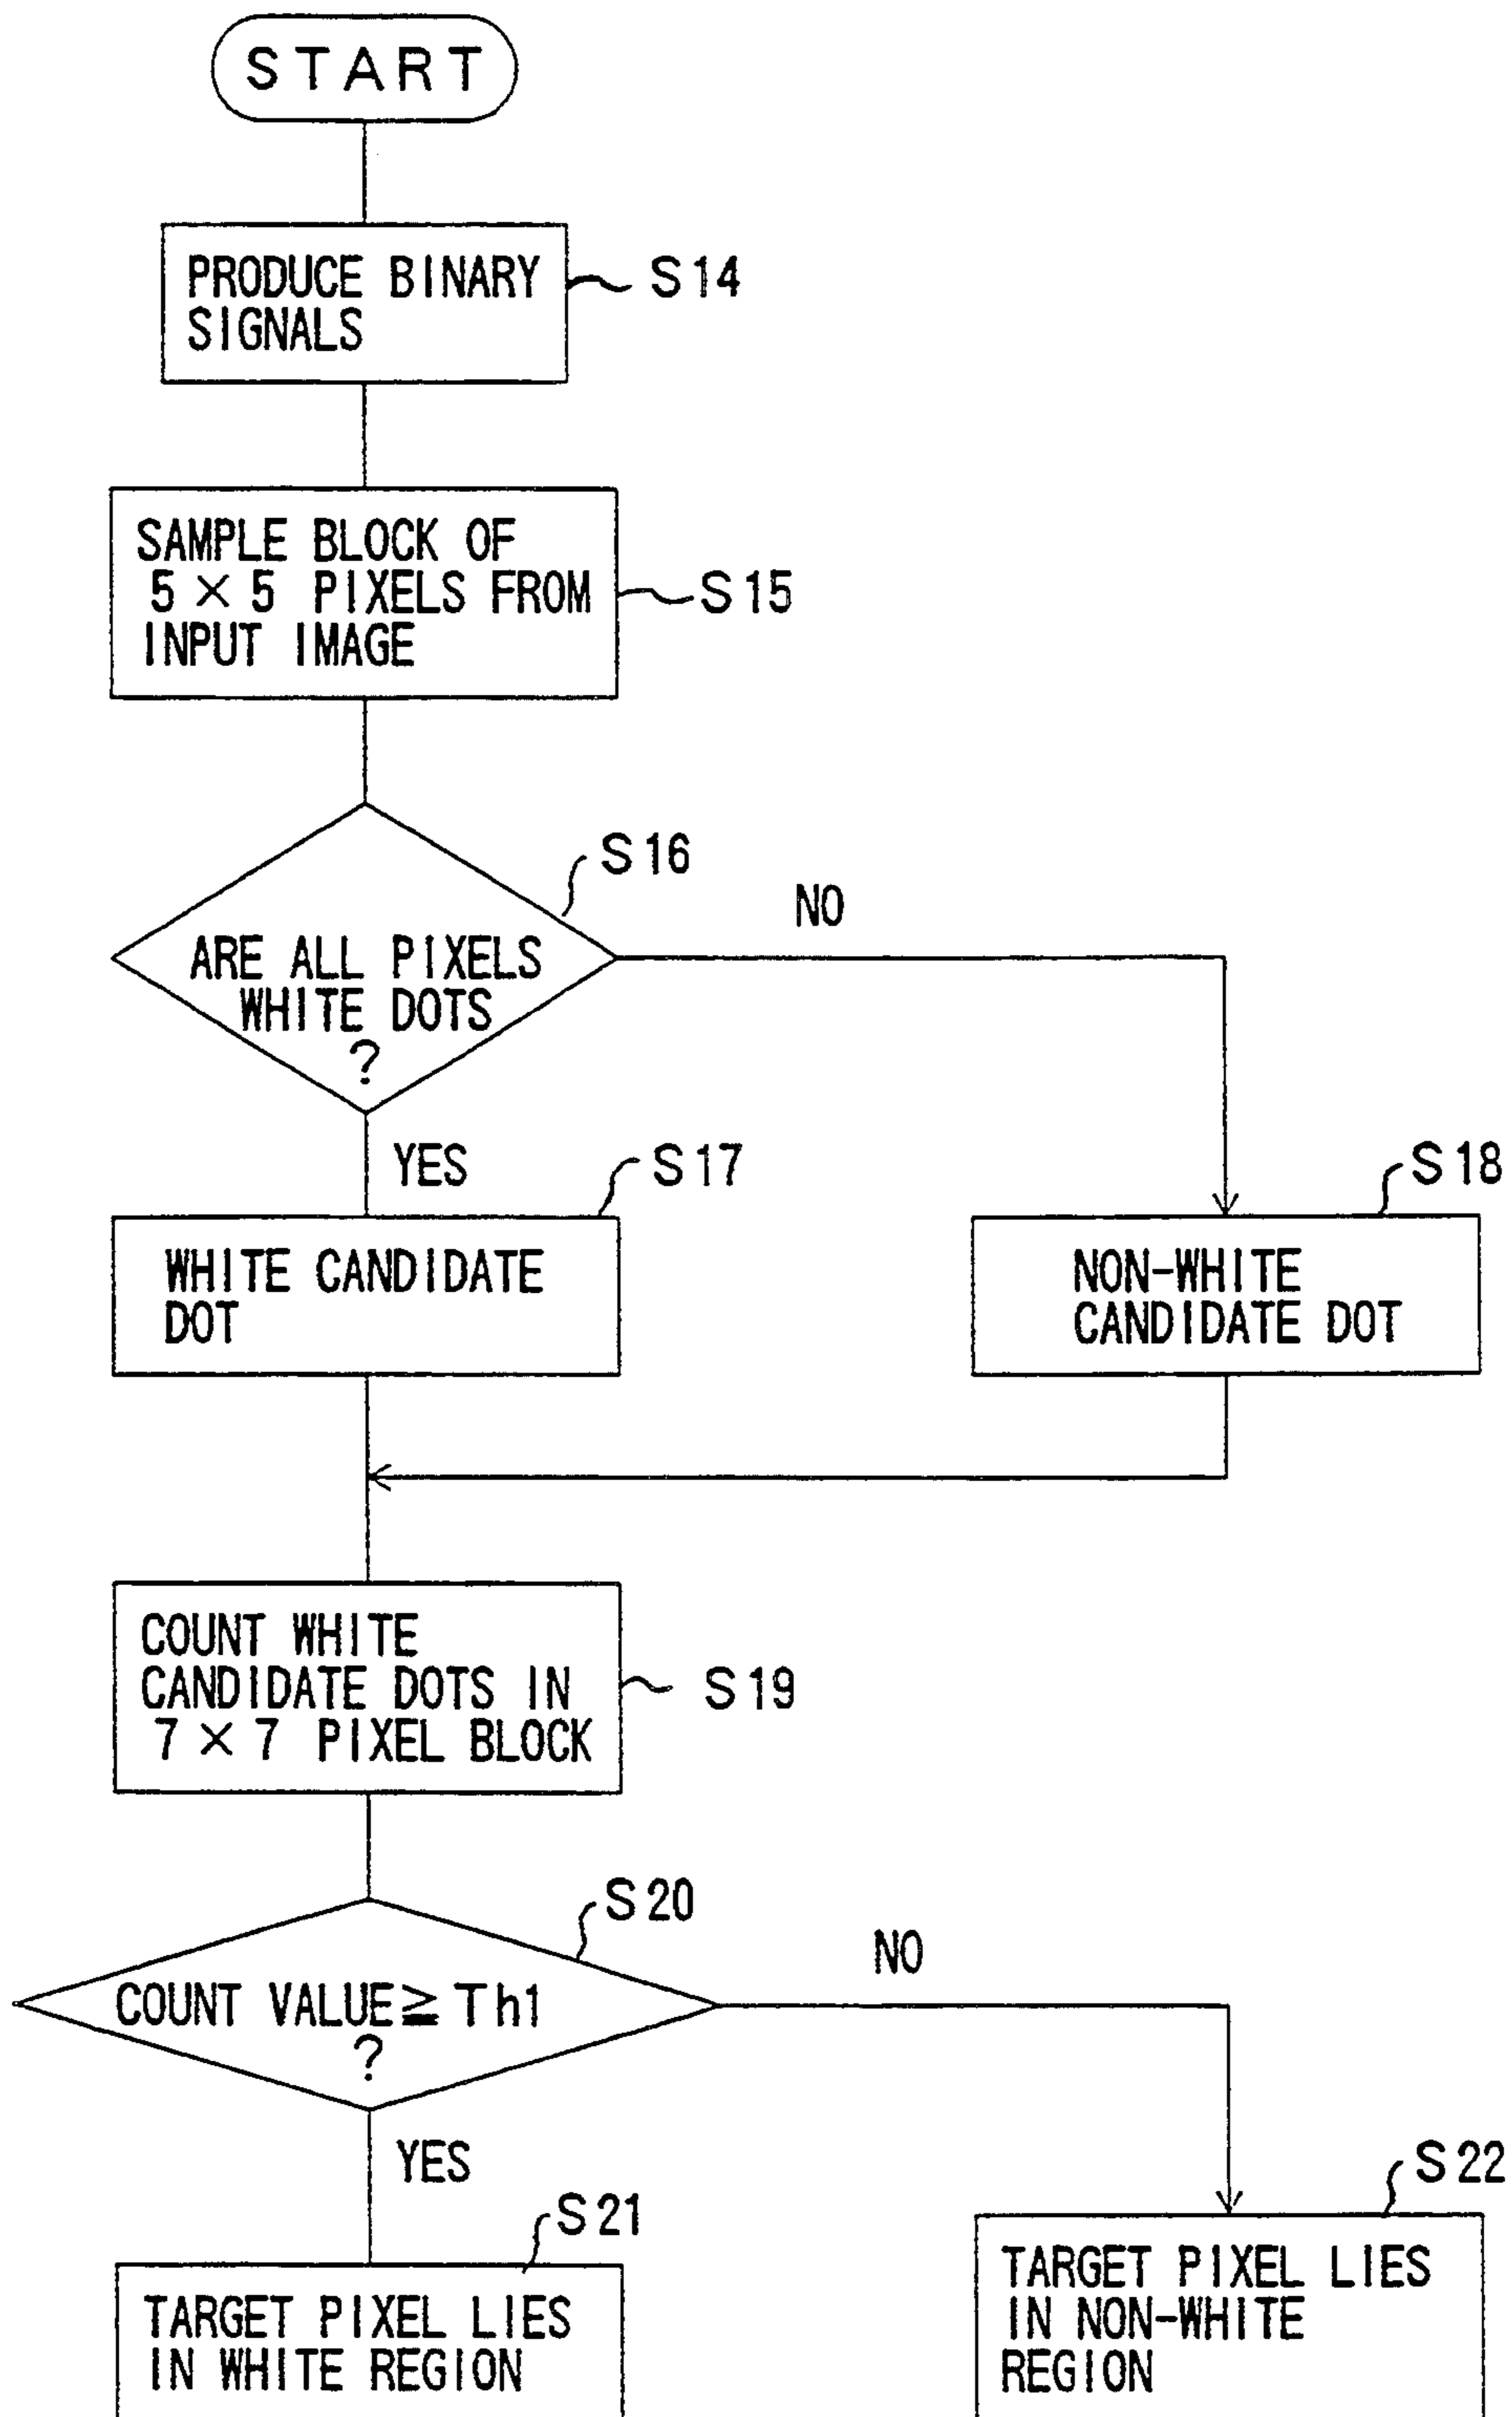 START
PRODUCE BINARY
SIGNALS
S14
SAMPLE BLOCK OF
5 × 5 PIXELS FROM
INPUT IMAGE
S15
S16
ARE ALL PIXELS
WHITE DOTS
?
NO
YES
S17
WHITE CANDIDATE
DOT
S18
NON-WHITE
CANDIDATE DOT
COUNT WHITE
CANDIDATE DOTS IN
7 × 7 PIXEL BLOCK
S19
S20
COUNT VALUE ≧ Th1
?
NO
YES
S21
TARGET PIXEL LIES
IN WHITE REGION
S22
TARGET PIXEL LIES
IN NON-WHITE
REGION